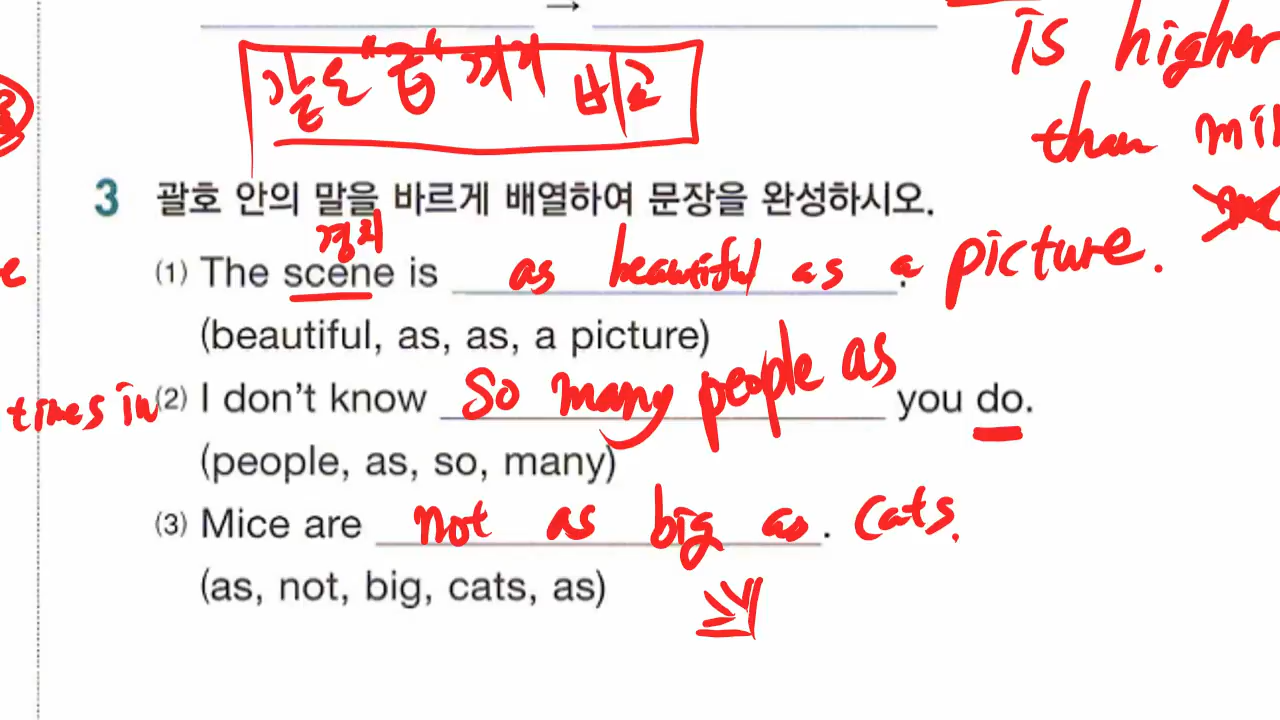 →
is higher
than mil
같은 "급" 끼리 비교
3 괄호 안의 말을 바르게 배열하여 문장을 완성하시오.
경치
(1) The scene is as beautiful as a picture.
(beautiful, as, as, a picture)
times in
(2) I don't know so many people as you do.
(people, as, so, many)
(3) Mice are not as big as. cats.
(as, not, big, cats, as)